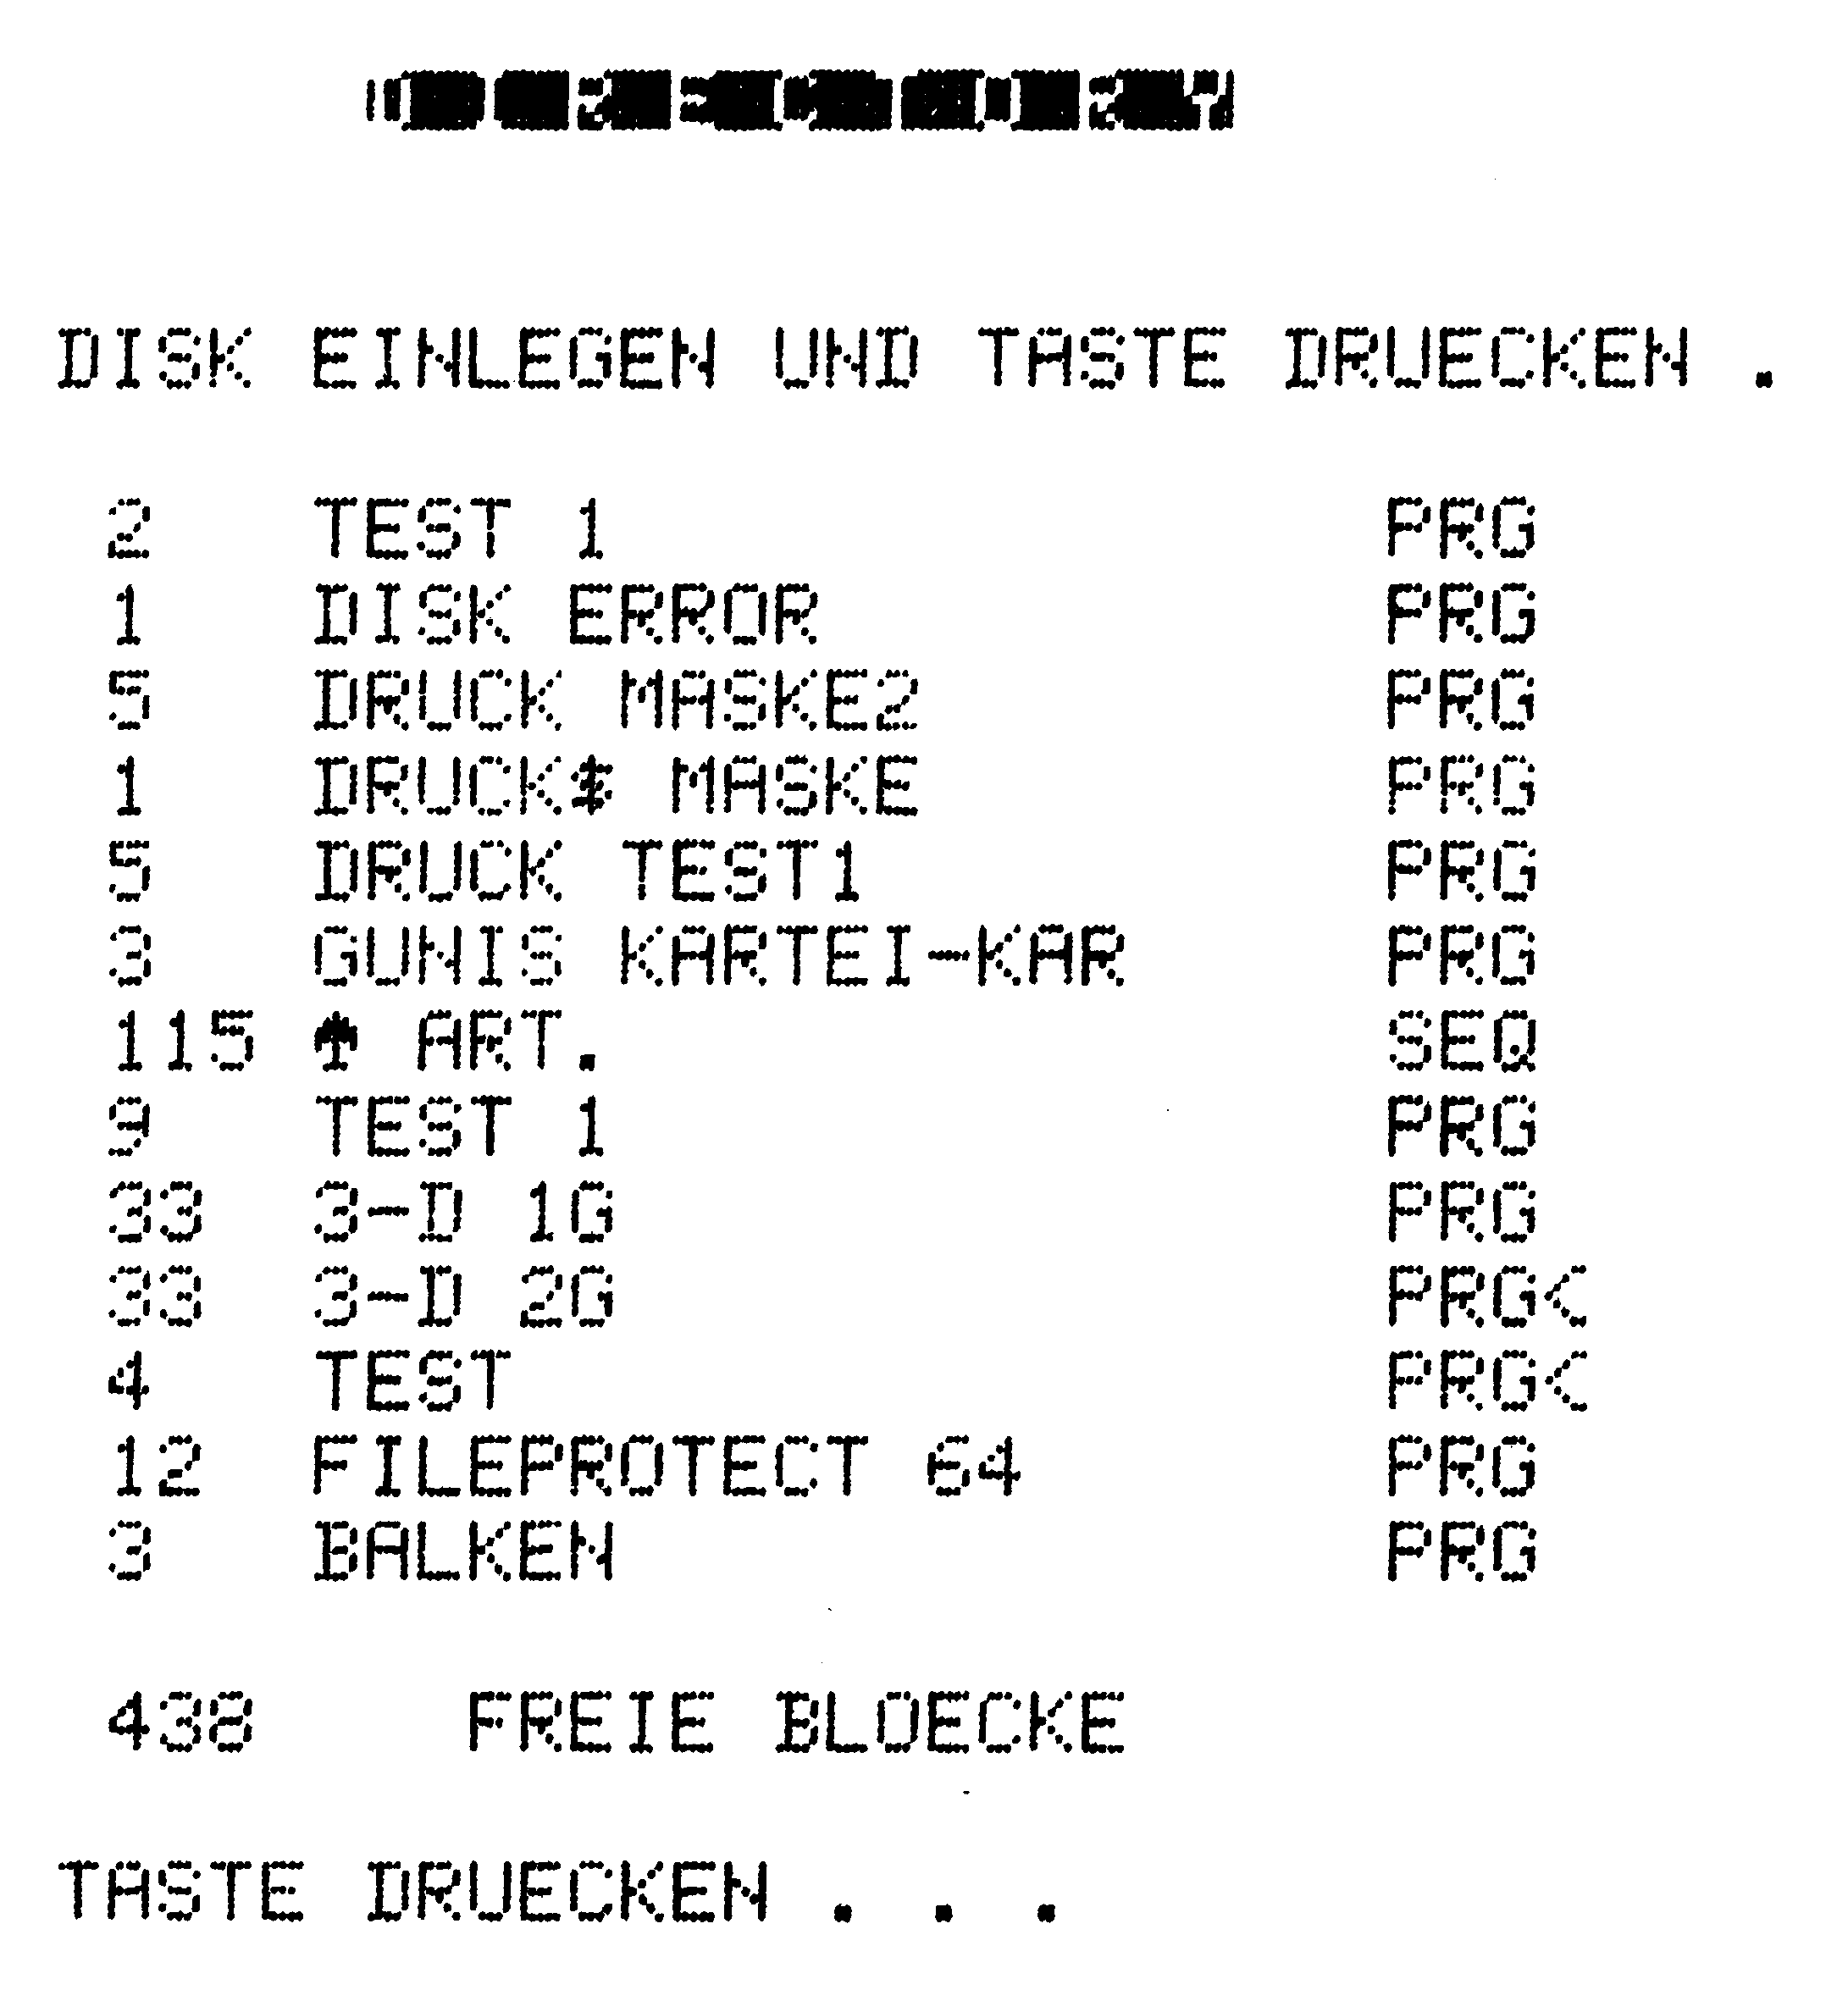 D I R E C T O R Y
DISK EINLEGEN UND TASTE DRUECKEN .
2 TEST 1 PRG
1 DISK ERROR PRG
5 DRUCK MASKE2 PRG
1 DRUCK$ MASKE PRG
5 DRUCK TEST1 PRG
3 GUNIS KARTEI-KAR PRG
115 ↑ ART. SEQ
9 TEST 1 PRG
33 3-D 1G PRG
33 3-D 2G PRG<
4 TEST PRG<
12 FILEPROTECT 64 PRG
3 BALKEN PRG
438 FREIE BLOECKE
TASTE DRUECKEN . . .